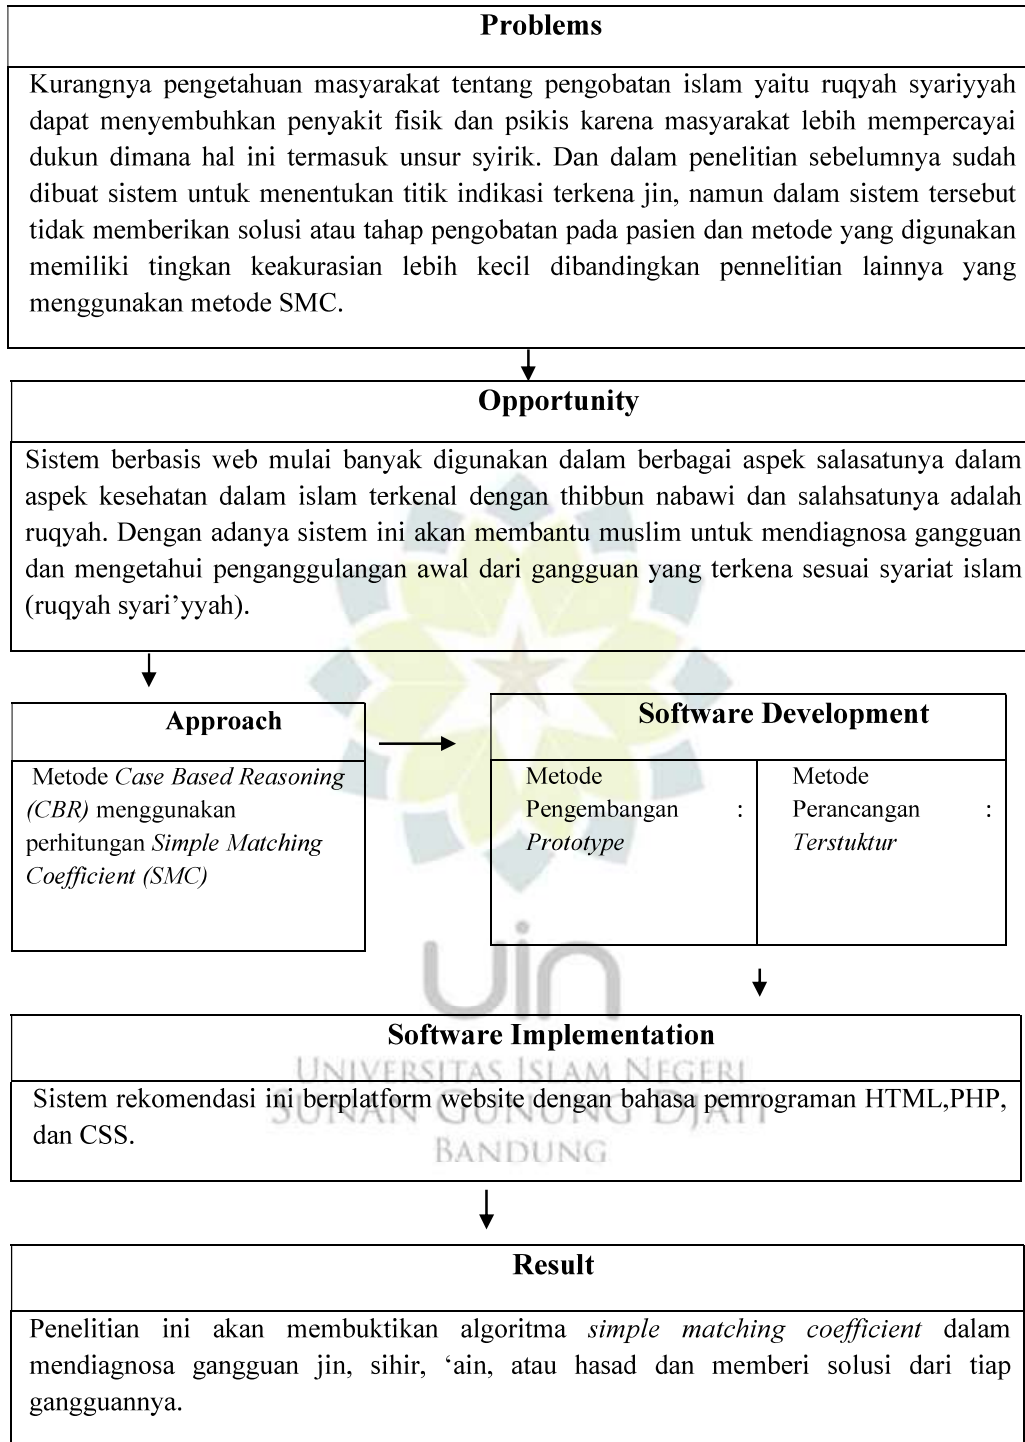 Problems
Kurangnya pengetahuan masyarakat tentang pengobatan islam yaitu ruqyah syariyyah
dapat menyembuhkan penyakit fisik dan psikis karena masyarakat lebih mempercayai
dukun dimana hal ini termasuk unsur syirik. Dan dalam penelitian sebelumnya sudah
dibuat sistem untuk menentukan titik indikasi terkena jin, namun dalam sistem tersebut
tidak memberikan solusi atau tahap pengobatan pada pasien dan metode yang digunakan
memiliki tingkan keakurasian lebih kecil dibandingkan pennelitian lainnya yang
menggunakan metode SMC.
Opportunity
Sistem berbasis web mulai banyak digunakan dalam berbagai aspek salasatunya dalam
aspek kesehatan dalam islam terkenal dengan thibbun nabawi dan salahsatunya adalah
ruqyah. Dengan adanya sistem ini akan membantu muslim untuk mendiagnosa gangguan
dan mengetahui penganggulangan awal dari gangguan yang terkena sesuai syariat islam
(ruqyah syari’yyah).
Approach
Metode Case Based Reasoning
(CBR) menggunakan
perhitungan Simple Matching
Coefficient (SMC)
Software Development
Metode
Pengembangan :
Prototype
Metode
Perancangan :
Terstuktur
uin
Software Implementation
UNIVERSITAS ISLAM NEGERI
Sistem rekomendasi ini berplatform website dengan bahasa pemrograman HTML,PHP,
dan CSS.
SUNAN GUNUNG DJATI
BANDUNG
Result
Penelitian ini akan membuktikan algoritma simple matching coefficient dalam
mendiagnosa gangguan jin, sihir, ‘ain, atau hasad dan memberi solusi dari tiap
gangguannya.